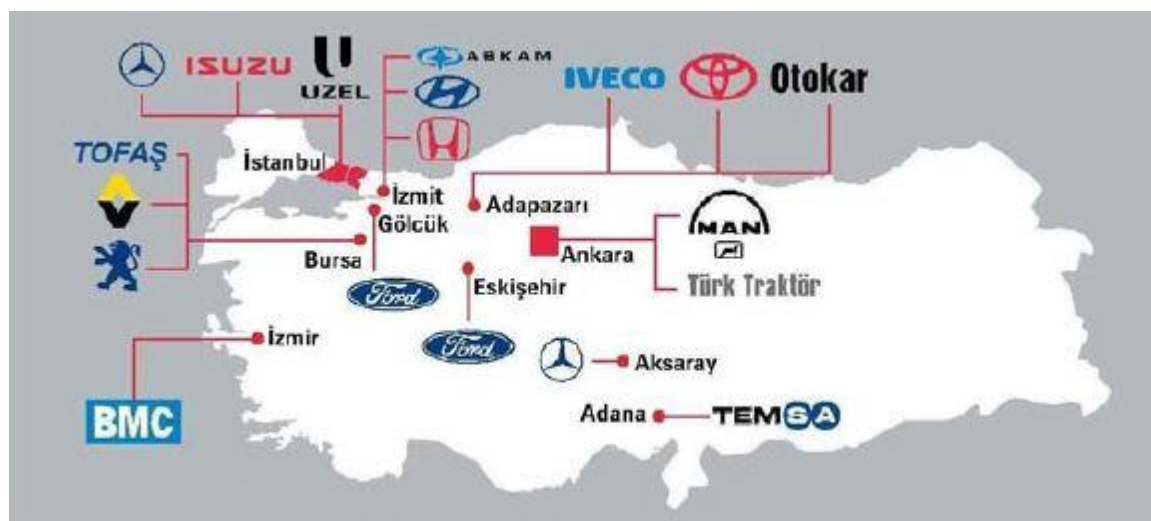 ISUZU
UZEL
ASKAM
IVECO
Otokar
TOFAŞ
İstanbul
İzmit
Gölcük
Adapazarı
MAN
Ankara
Bursa
Türk Traktör
Eskişehir
Ford
Ford
İzmir
Aksaray
BMC
Adana
TEMSA